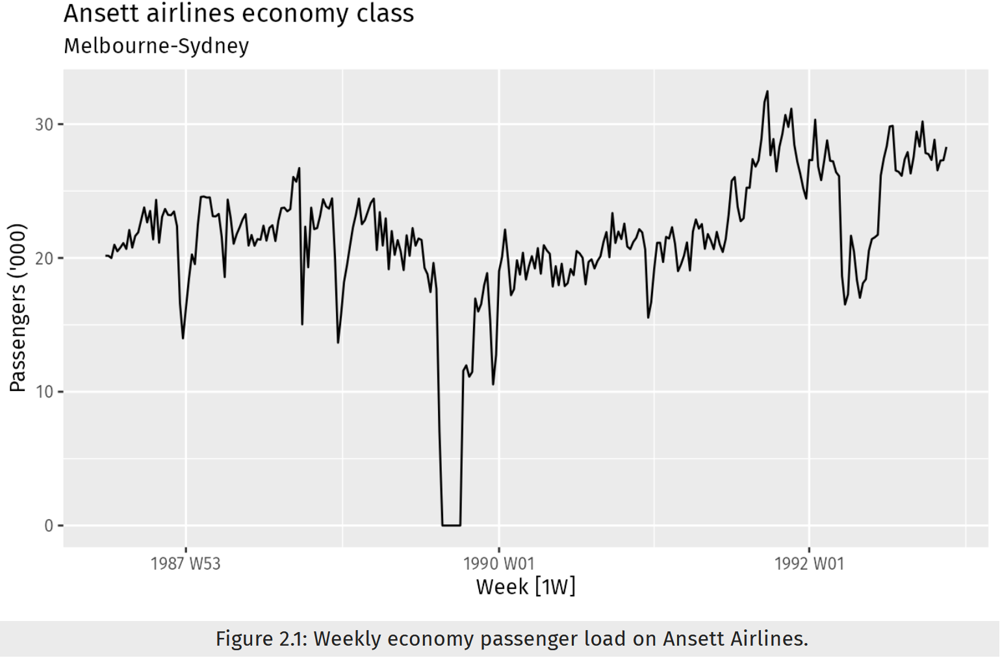 Ansett airlines economy class
Melbourne-Sydney
Passengers ('000)
30
20
10
0
1987 W53 1990 W01 1992 W01
Week [1W]
Figure 2.1: Weekly economy passenger load on Ansett Airlines.